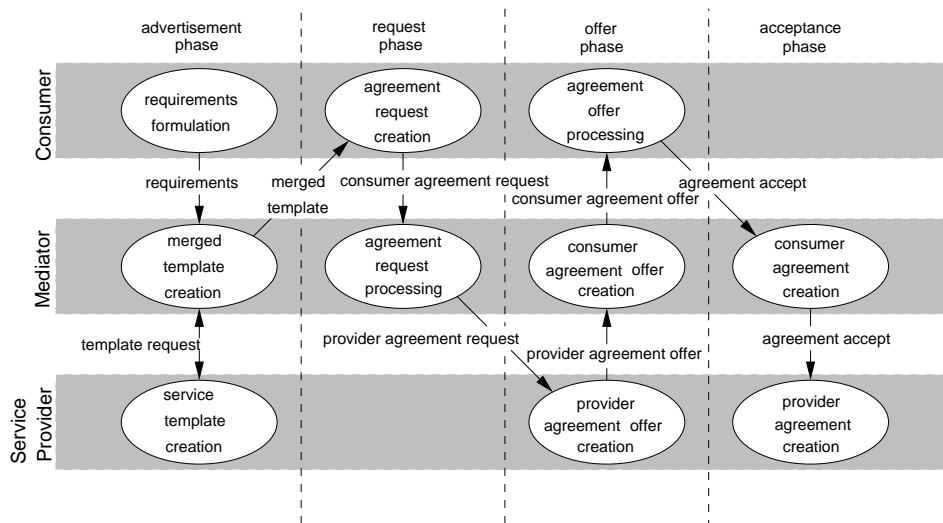 advertisement
phase
request
phase
offer
phase
acceptance
phase
Consumer
requirements
formulation
agreement
request
creation
agreement
offer
processing
requirements
merged
template
consumer agreement request
consumer agreement offer
agreement accept
Mediator
merged
template
creation
agreement
request
processing
consumer
agreement offer
creation
consumer
agreement
creation
template request
provider agreement request
provider agreement offer
agreement accept
Service
Provider
service
template
creation
provider
agreement offer
creation
provider
agreement
creation